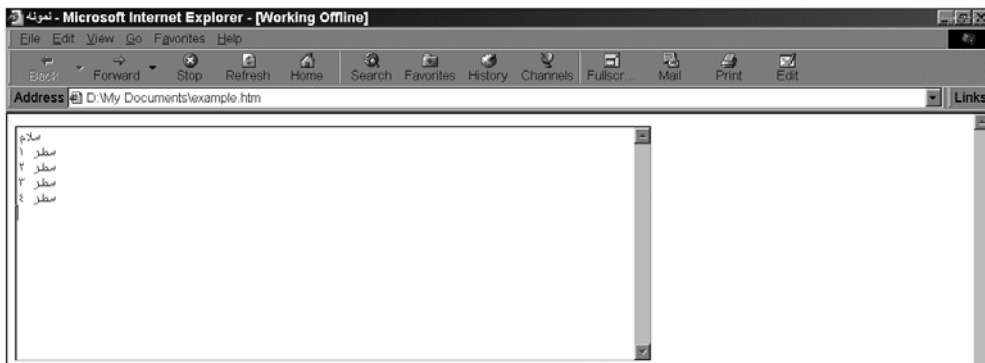 نمونه - Microsoft Internet Explorer - [Working Offline]
File Edit View Go Favorites Help
Back Forward Stop Refresh Home Search Favorites History Channels Fullscr... Mail Print Edit
Address D:\My Documents\example.htm Links
سلام
سطر ۱
سطر ۲
سطر ۳
سطر ٤